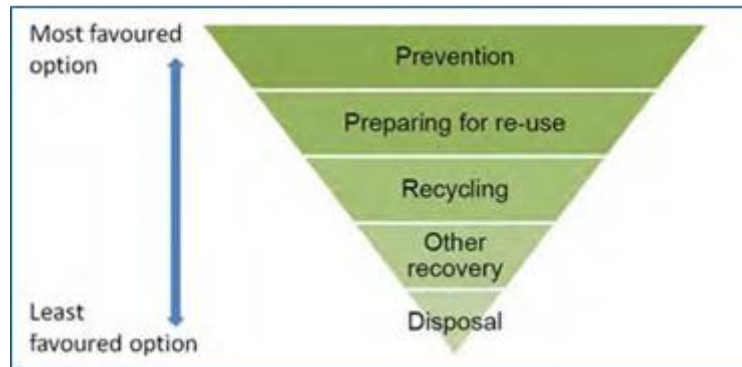 Most favoured
option
Prevention
Preparing for re-use
Recycling
Other
recovery
Disposal
Least
favoured option